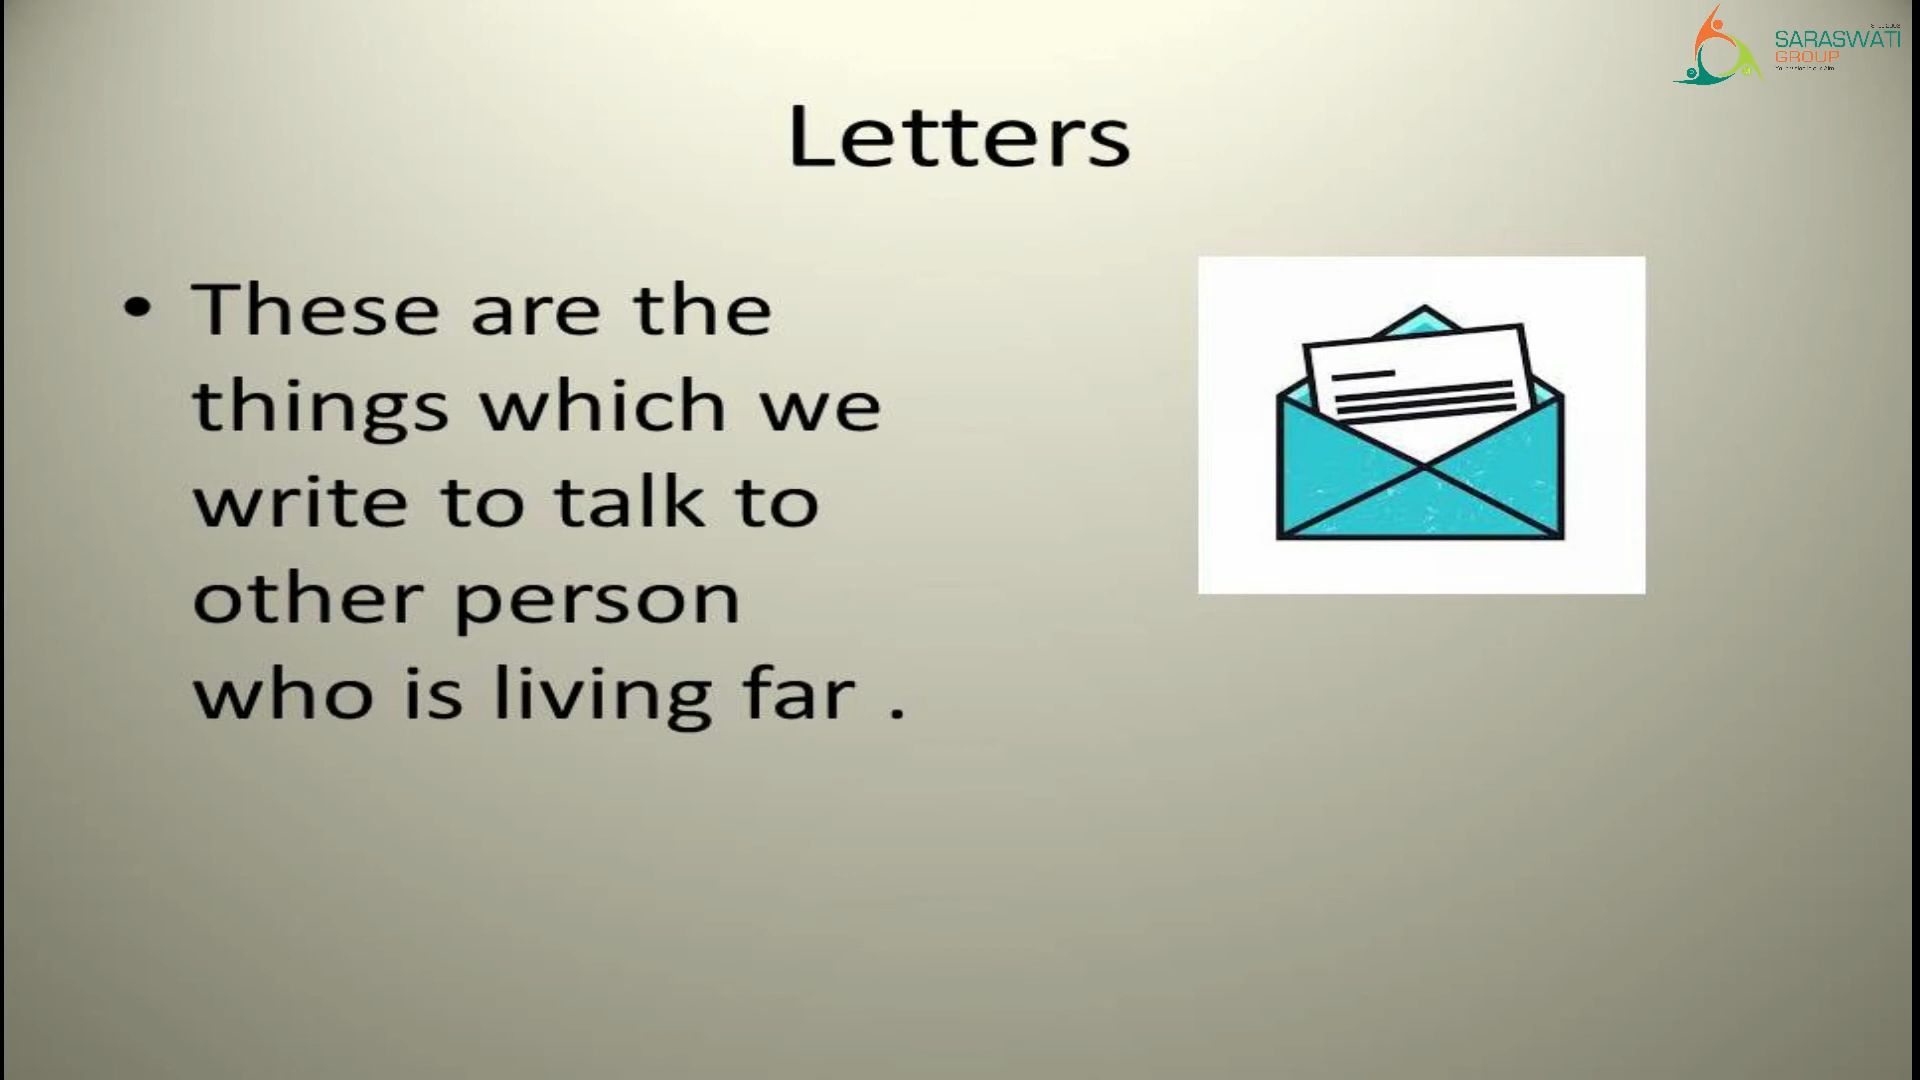 SARASWATI
GROUP
Letters
• These are the
things which we
write to talk to
other person
who is living far .